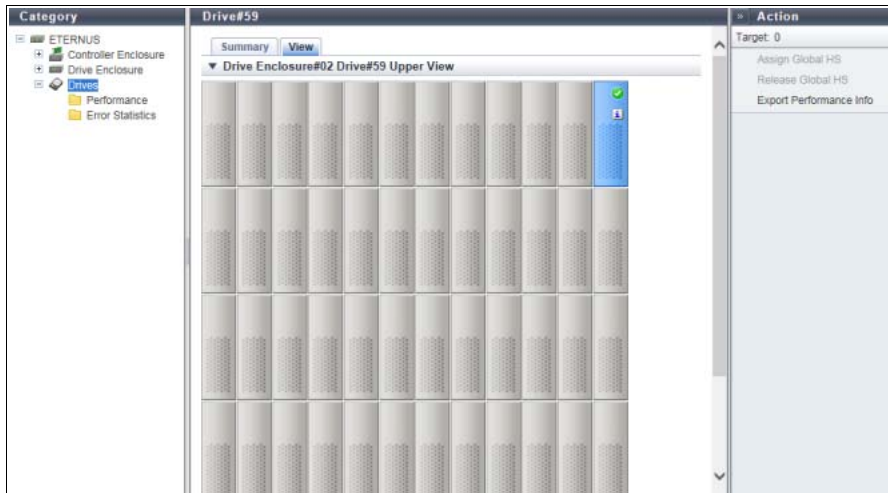 Category
ETERNUS
Controller Enclosure
Drive Enclosure
Drives
Performance
Error Statistics
Drive#59
Summary
View
▼ Drive Enclosure#02 Drive#59 Upper View
» Action
Target: 0
Assign Global HS
Release Global HS
Export Performance Info